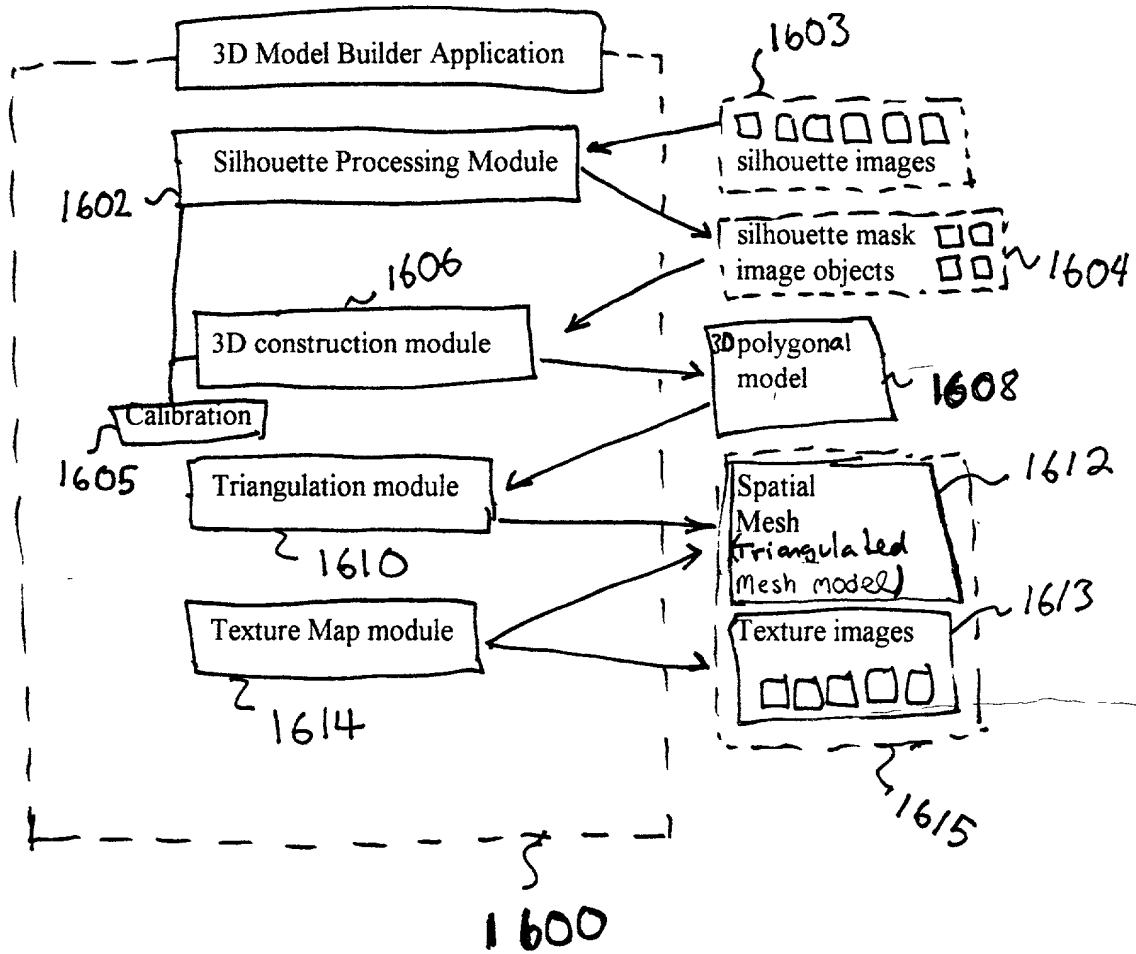 3D Model Builder Application
1603
Silhouette Processing Module
silhouette images
1602
silhouette mask
image objects
1604
1606
3D construction module
3D polygonal
model
1608
Calibration
1605
Triangulation module
1610
Spatial
Mesh
(Triangulated
Mesh model)
1612
Texture Map module
1614
Texture images
1613
1615
1600